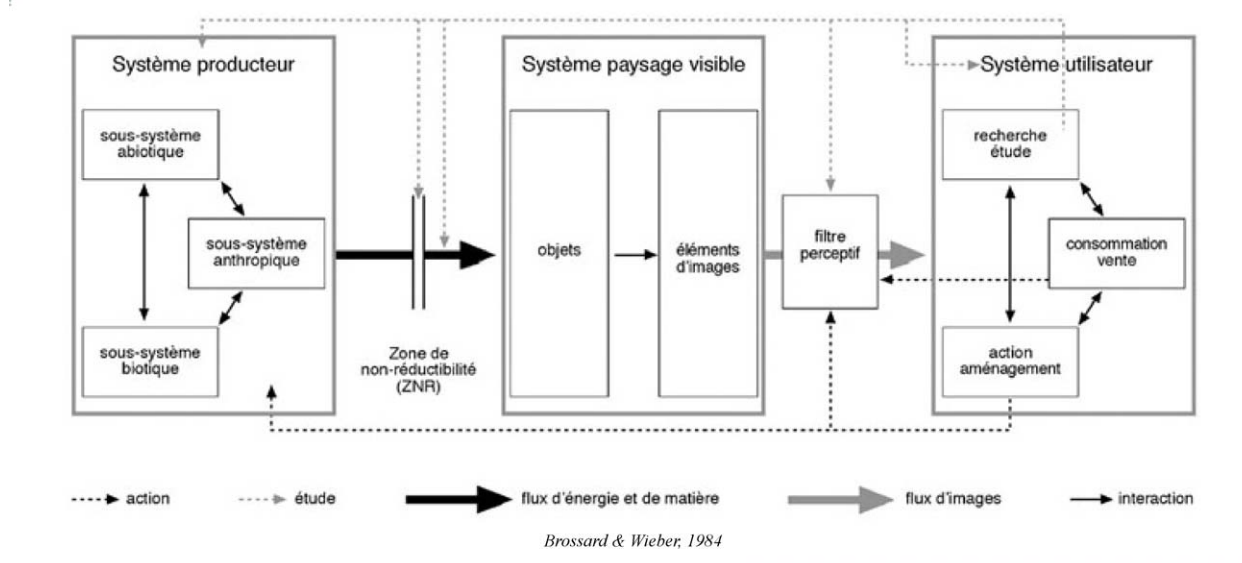 Système producteur
sous-système
abiotique
sous-système
anthropique
sous-système
biotique
Zone de
non-réductibilité
(ZNR)
Système paysage visible
objets
éléments
d'images
filtre
perceptif
Système utilisateur
recherche
étude
consommation
vente
action
aménagement
action
étude
flux d'énergie et de matière
flux d'images
interaction
Brossard & Wieber, 1984